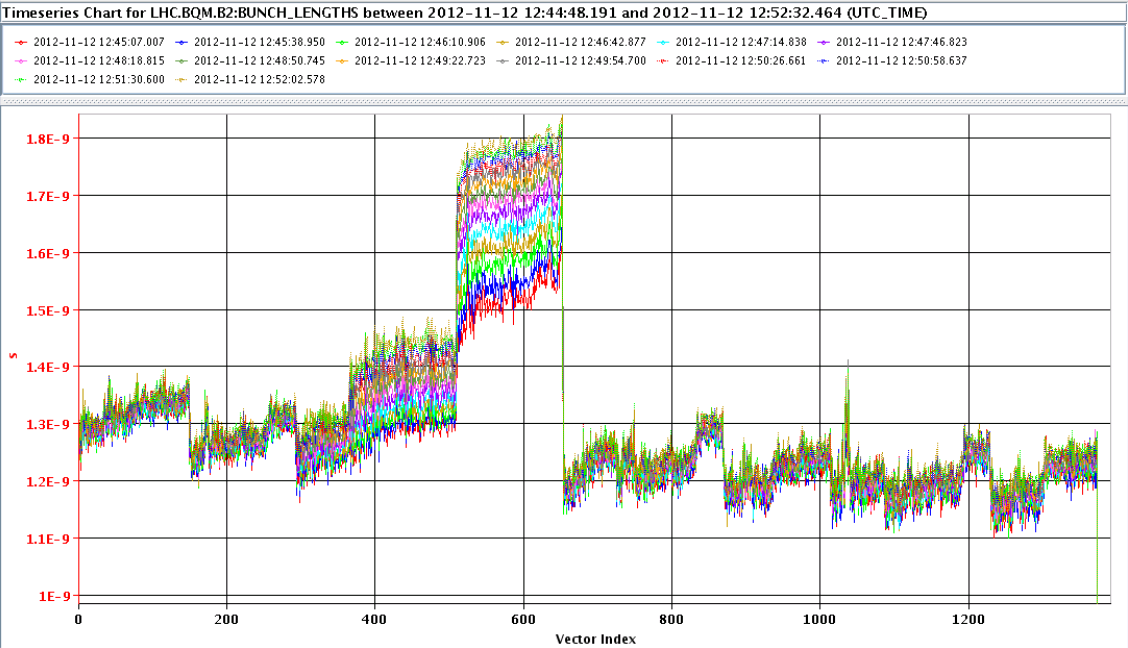 Timeseries Chart for LHC.BQM.B2:BUNCH_LENGTHS between 2012-11-12 12:44:48.191 and 2012-11-12 12:52:32.464 (UTC_TIME)
2012-11-12 12:45:07.007 2012-11-12 12:45:38.950 2012-11-12 12:46:10.906 2012-11-12 12:46:42.877 2012-11-12 12:47:14.838 2012-11-12 12:47:46.823
2012-11-12 12:48:18.815 2012-11-12 12:48:50.745 2012-11-12 12:49:22.723 2012-11-12 12:49:54.700 2012-11-12 12:50:26.661 2012-11-12 12:50:58.637
2012-11-12 12:51:30.600 2012-11-12 12:52:02.578
1.8E-9
1.7E-9
1.6E-9
1.5E-9
s
1.4E-9
1.3E-9
1.2E-9
1.1E-9
1E-9
0 200 400 600 800 1000 1200
Vector Index